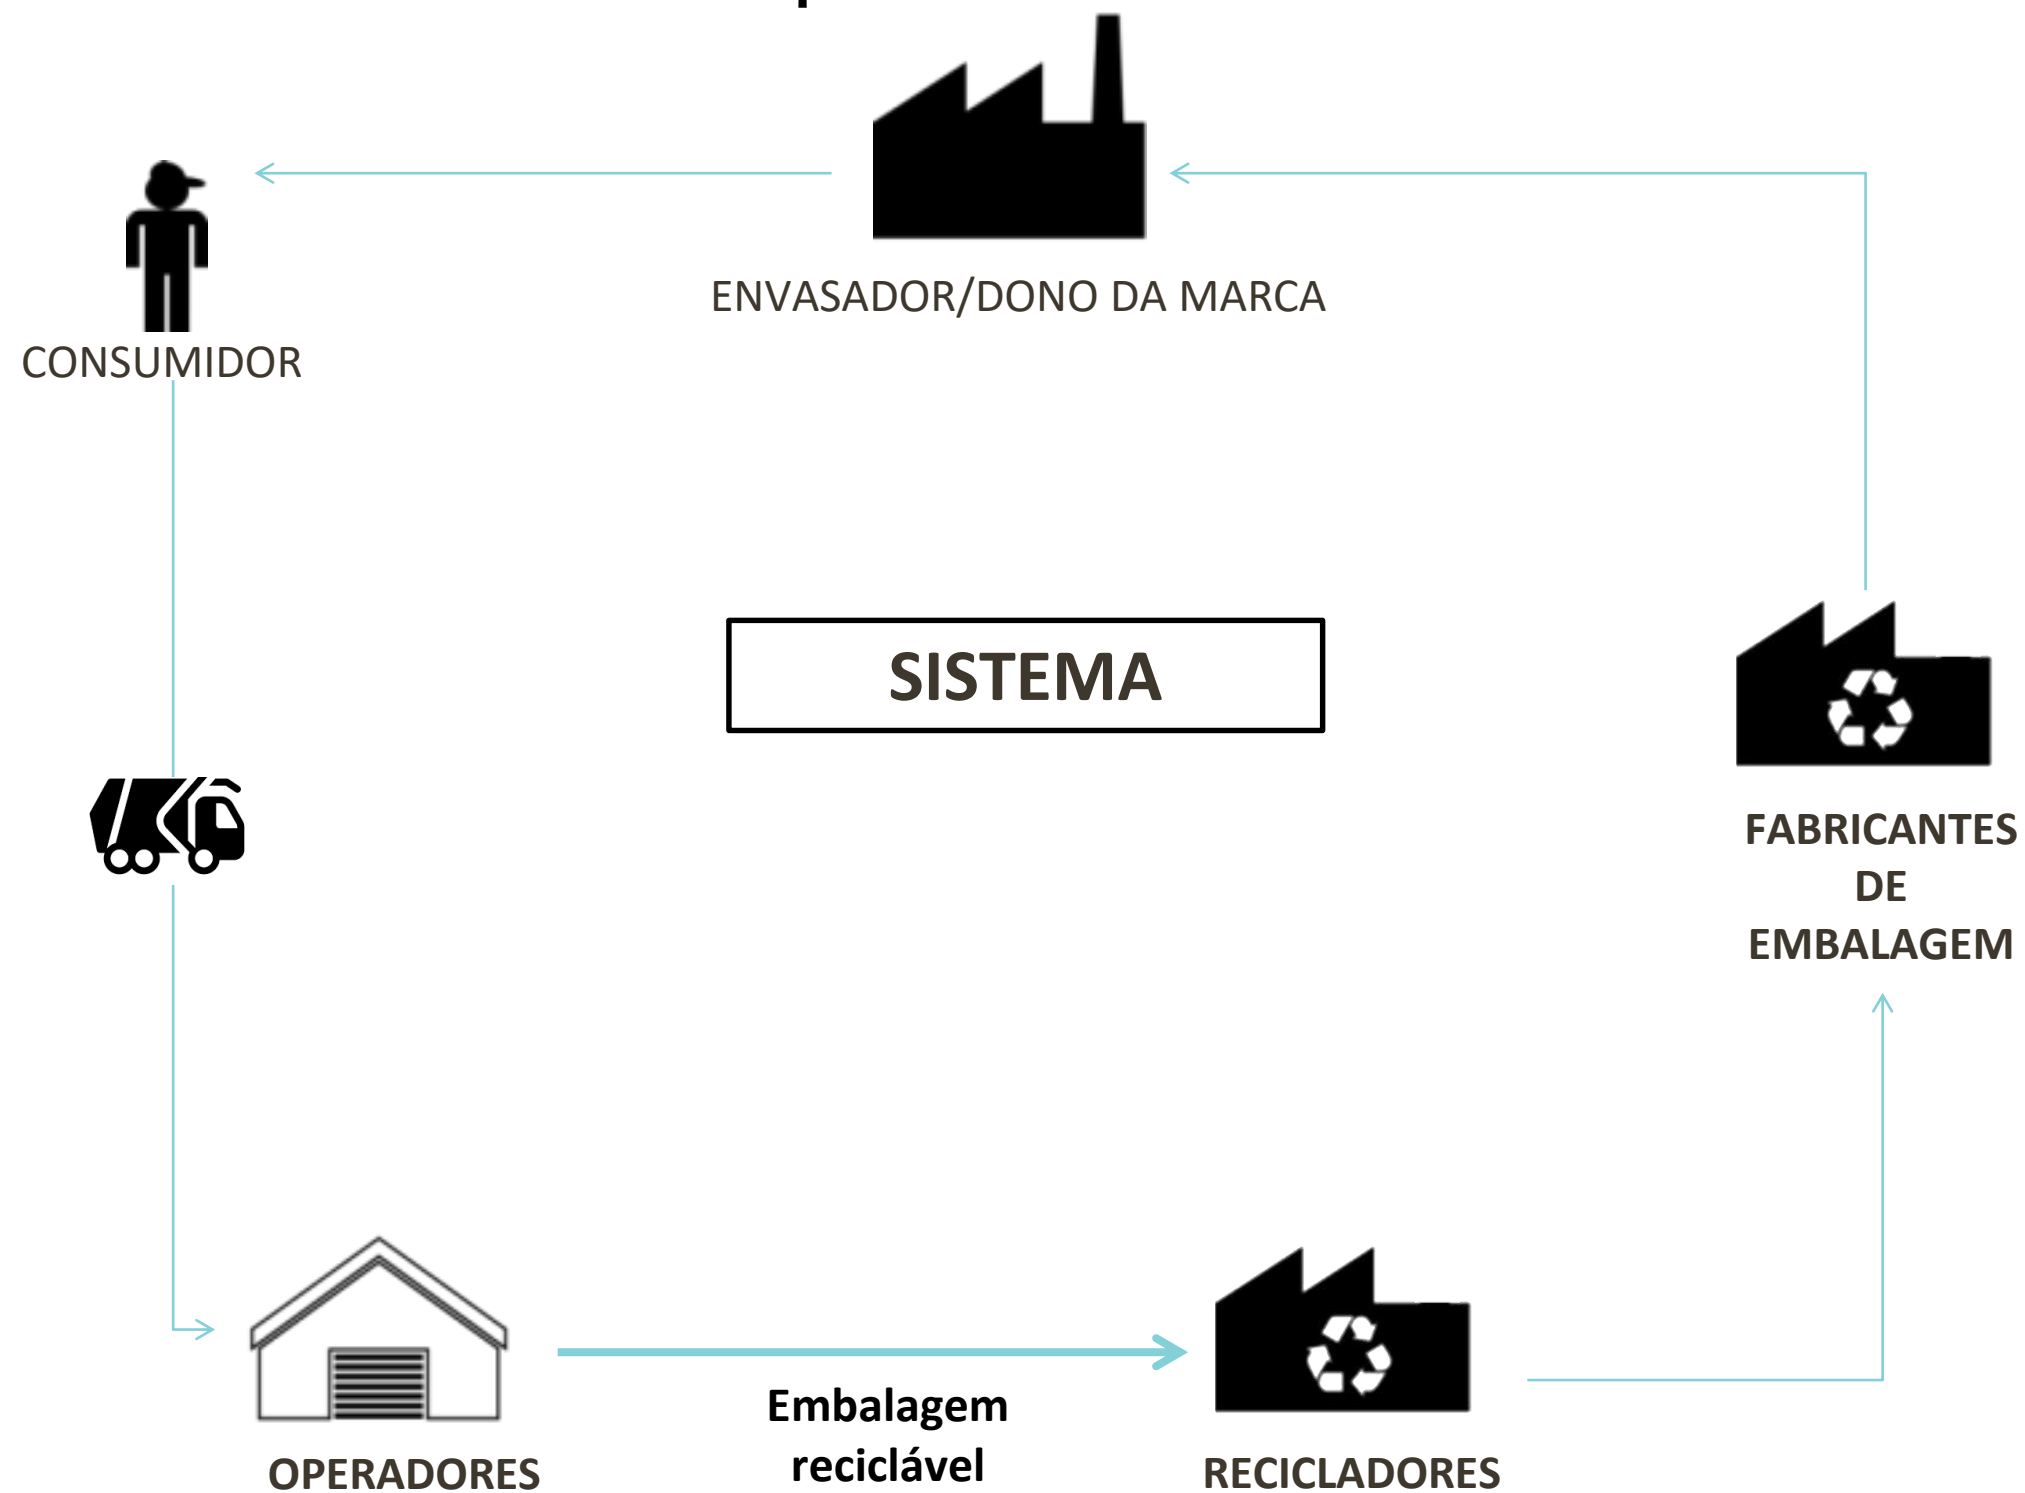 ENVASADOR/DONO DA MARCA
CONSUMIDOR
SISTEMA
FABRICANTES
DE
EMBALAGEM
Embalagem
reciclável
OPERADORES
RECICLADORES